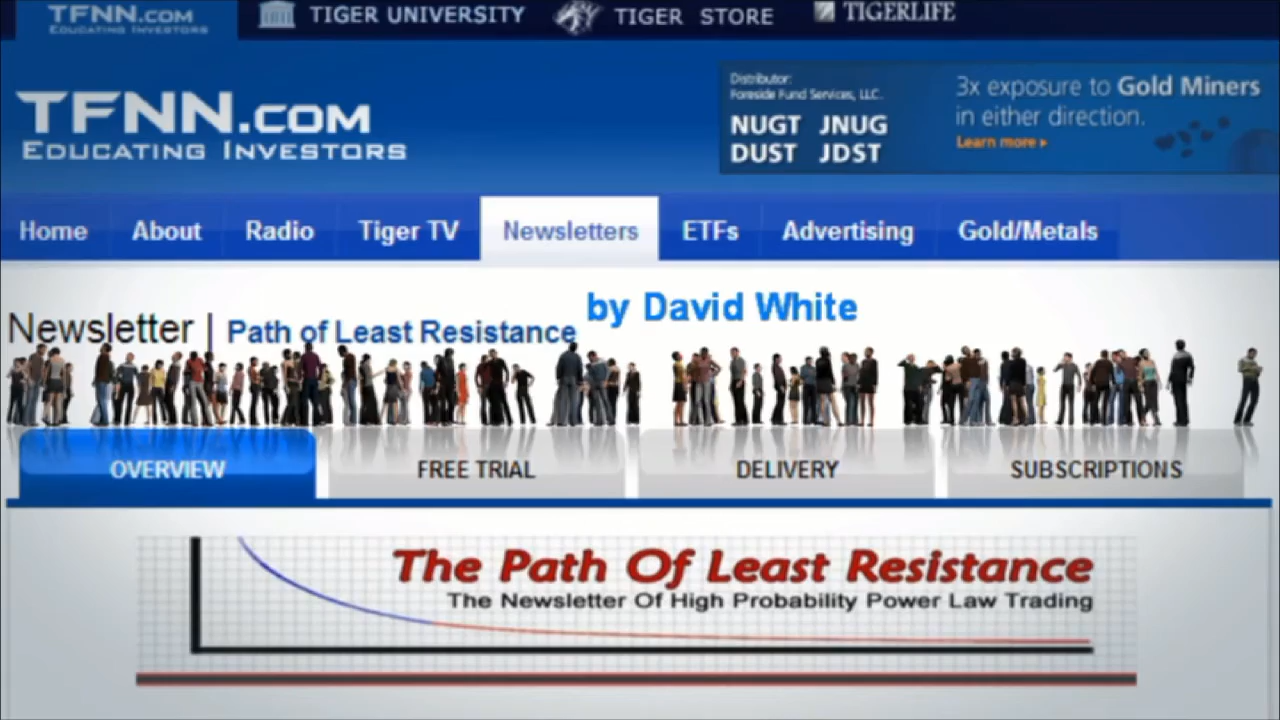 TFNN.COM
EDUCATING INVESTORS
TIGER UNIVERSITY
TIGER STORE
TIGERLIFE
TFNN.COM
EDUCATING INVESTORS
Distributor:
Foreside Fund Services, LLC.
NUGT JNUG
DUST JDST
3x exposure to Gold Miners
in either direction.
Learn more
Home About Radio Tiger TV Newsletters ETFs Advertising Gold/Metals
by David White
Newsletter | Path of Least Resistance
OVERVIEW FREE TRIAL DELIVERY SUBSCRIPTIONS
The Path Of Least Resistance
The Newsletter Of High Probability Power Law Trading